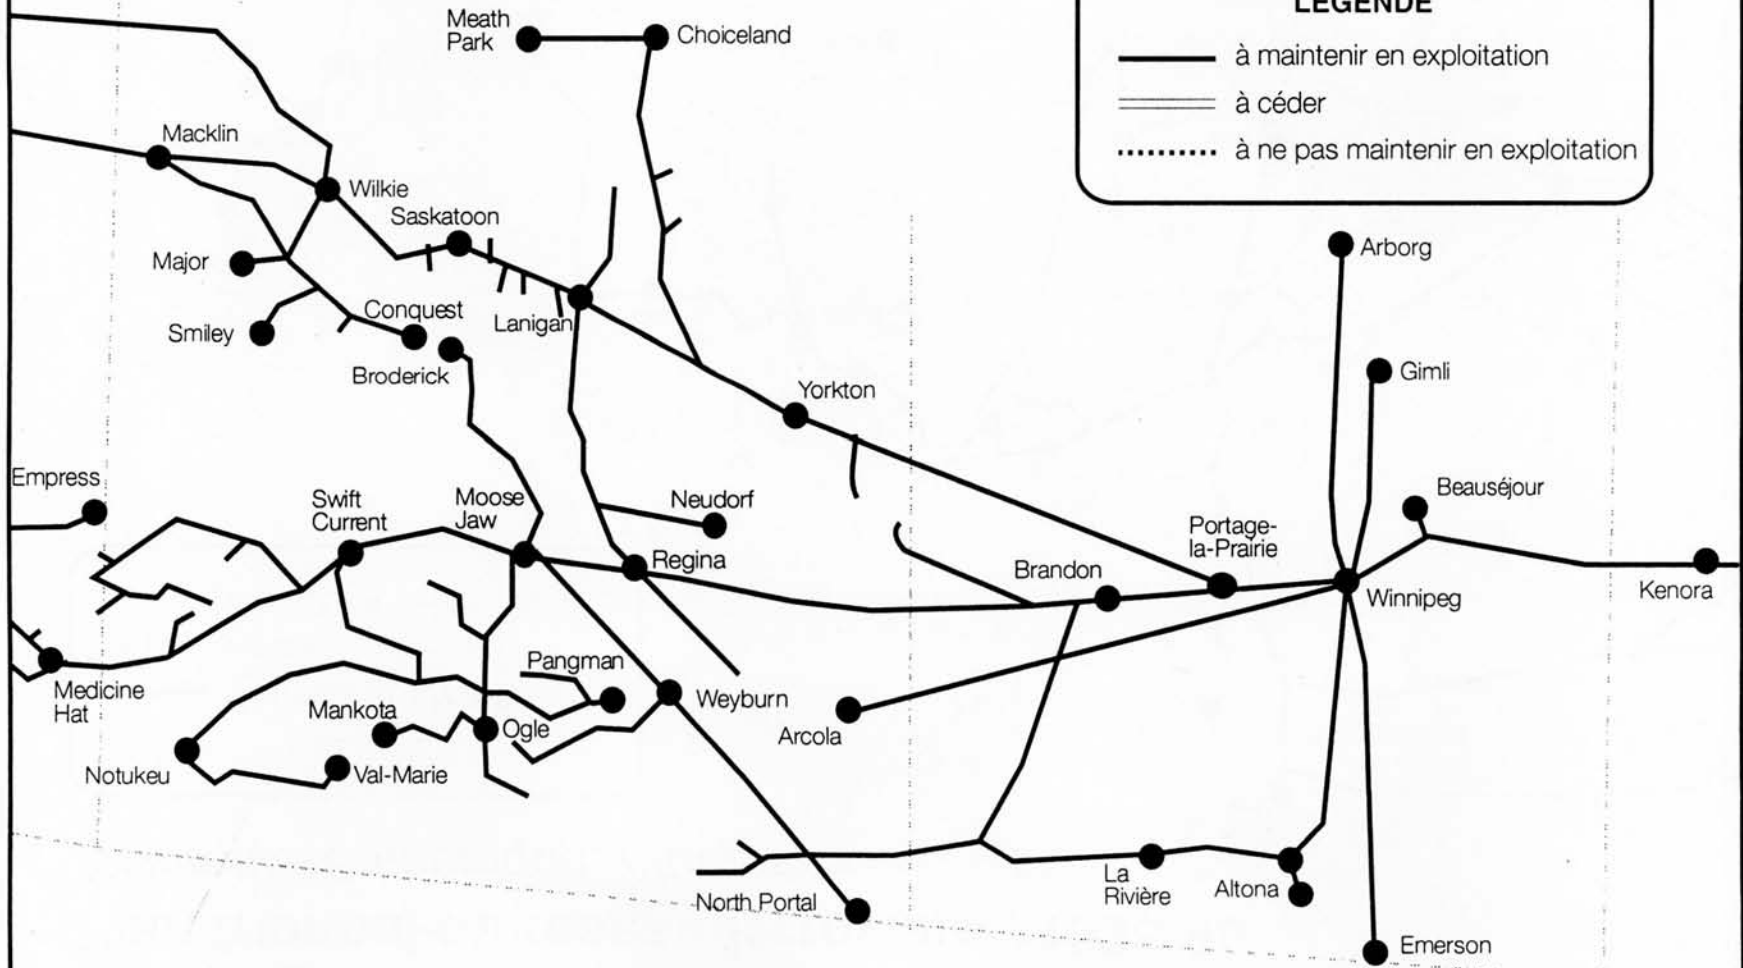 LÉGENDE
à maintenir en exploitation
à céder
à ne pas maintenir en exploitation
Meath
Park
Choiceland
Macklin
Wilkie
Saskatoon
Arborg
Major
Conquest
Lanigan
Smiley
Broderick
Gimli
Yorkton
Empress
Swift
Current
Moose
Jaw
Neudorf
Beauséjour
Portage-
la-Prairie
Regina
Brandon
Winnipeg
Kenora
Medicine
Hat
Pangman
Weyburn
Mankota
Ogle
Arcola
Notukeu
Val-Marie
La
Rivière
Altona
North Portal
Emerson